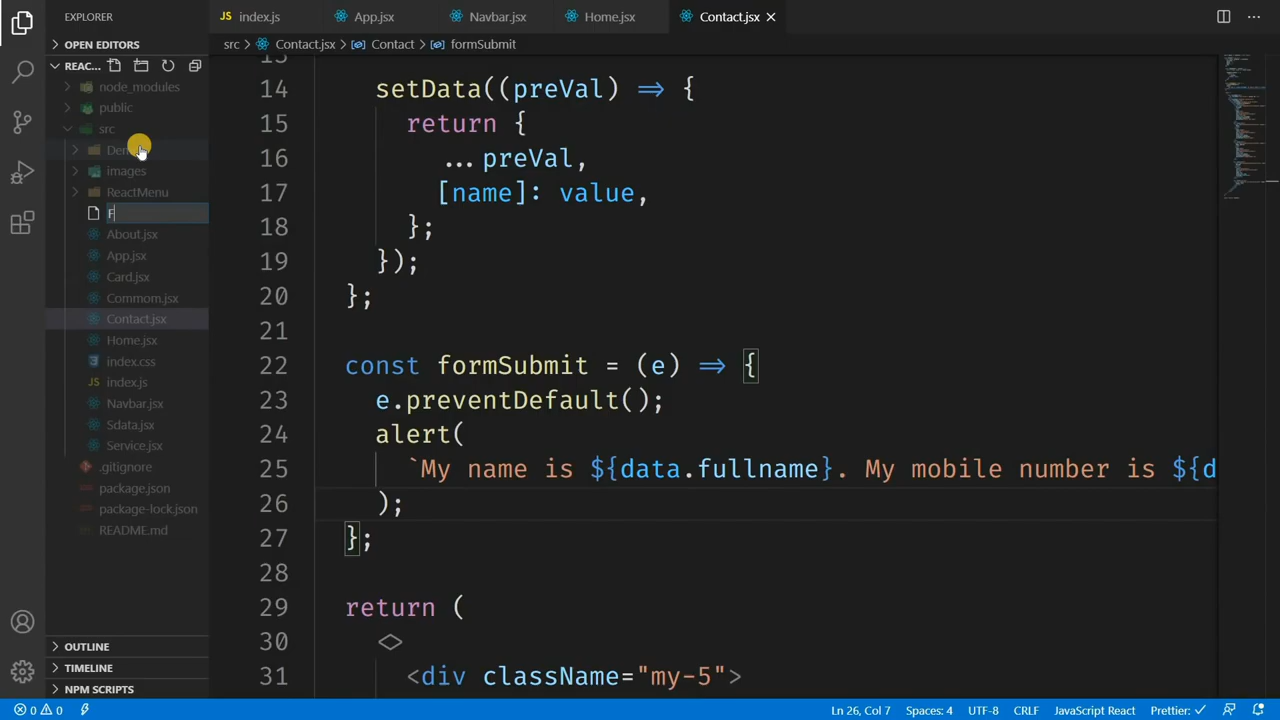 EXPLORER
index.js
App.jsx
Navbar.jsx
Home.jsx
Contact.jsx
OPEN EDITORS
src > Contact.jsx > Contact > formSubmit
REAC...
node_modules
public
src
images
ReactMenu
F
About.jsx
App.jsx
Card.jsx
Commom.jsx
Contact.jsx
Home.jsx
index.css
JS index.js
Navbar.jsx
Sdata.jsx
Service.jsx
.gitignore
package.json
package-lock.json
README.md
OUTLINE
TIMELINE
NPM SCRIPTS
14 setData((preVal) => {
15 return {
16 ...preVal,
17 [name]: value,
18 };
19 });
20 };
21
22 const formSubmit = (e) => {
23 e.preventDefault();
24 alert(
25 `My name is ${data.fullname}. My mobile number is ${d
26 );
27 };
28
29 return (
30 <>
31 <div className="my-5">
0 0
Ln 26, Col 7
Spaces: 4
UTF-8
CRLF
JavaScript React
Prettier: ✓